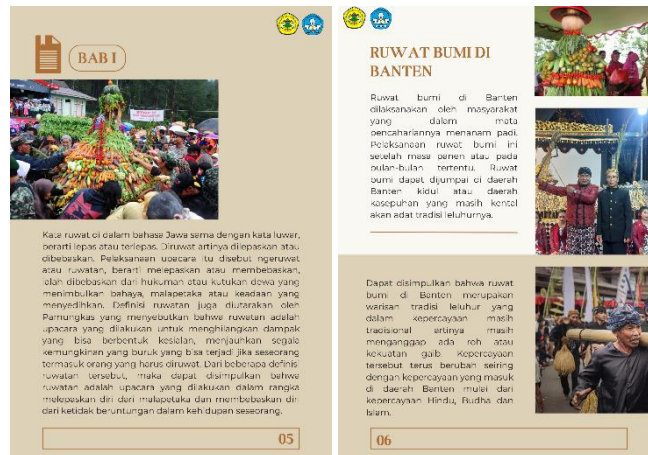 BAB I
Kata ruwat di dalam bahasa Jawa sama dengan kata luwar,
berarti lepas atau terlepas. Diruwat artinya dilepaskan atau
dibebaskan. Pelaksanaan upacara itu disebut ngeruwat
atau ruwatan, berarti melepaskan atau membebaskan,
ialah dibebaskan dari hukuman atau kutukan dewa yang
menimbulkan bahaya, malapetaka atau keadaan yang
menyedihkan. Definisi ruwatan juga diutarakan oleh
Pamungkas yang menyebutkan bahwa ruwatan adalah
upacara yang dilakukan untuk menghilangkan dampak
yang bisa berbentuk kesialan, menjauhkan segala
kemungkinan yang buruk yang bisa terjadi jika seseorang
termasuk orang yang harus diruwat. Dari beberapa definisi
ruwatan tersebut, maka dapat disimpulkan bahwa
ruwatan adalah upacara yang dilakukan dalam rangka
melepaskan diri dari malapetaka dan membebaskan diri
dari ketidak beruntungan dalam kehidupan seseorang.
05
RUWAT BUMI DI
BANTEN
Ruwat bumi di Banten
dilaksanakan oleh masyarakat
yang dalam mata
pencahariannya menanam padi.
Pelaksanaan ruwat bumi ini
setelah masa panen atau pada
bulan-bulan tertentu. Ruwat
bumi dapat dijumpai di daerah
Banten kidul atau daerah
kasepuhan yang masih kental
akan adat tradisi leluhurnya.
Dapat disimpulkan bahwa ruwat
bumi di Banten merupakan
warisan tradisi leluhur yang
dalam kepercayaan masih
tradisional artinya masih
menganggap ada roh atau
kekuatan gaib. Kepercayaan
tersebut terus berubah seiring
dengan kepercayaan yang masuk
di daerah Banten mulai dari
kepercayaan Hindu, Budha dan
Islam.
06